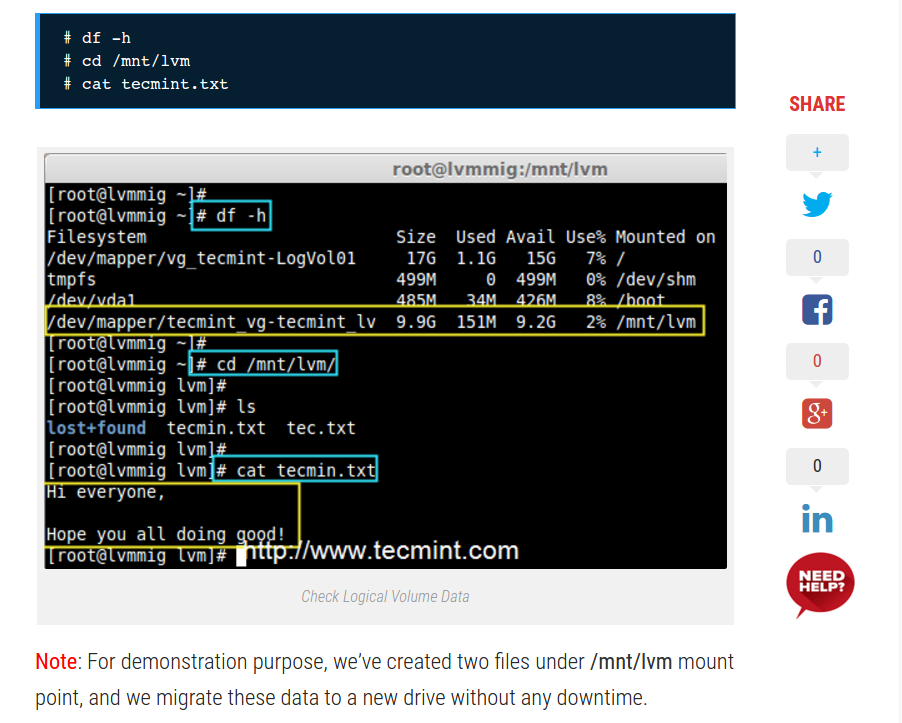 # df -h
# cd /mnt/lvm
# cat tecmint.txt
root@lvmmig:/mnt/lvm
[root@lvmmig ~]#
[root@lvmmig ~]# df -h
Filesystem Size Used Avail Use% Mounted on
/dev/mapper/vg_tecmint-LogVol01 17G 1.1G 15G 7% /
tmpfs 499M 0 499M 0% /dev/shm
/dev/vda1 485M 34M 426M 8% /boot
/dev/mapper/tecmint_vg-tecmint_lv 9.9G 151M 9.2G 2% /mnt/lvm
[root@lvmmig ~]#
[root@lvmmig ~]# cd /mnt/lvm/
[root@lvmmig lvm]#
[root@lvmmig lvm]# ls
lost+found tecmin.txt tec.txt
[root@lvmmig lvm]#
[root@lvmmig lvm]# cat tecmin.txt
Hi everyone,
Hope you all doing good!
[root@lvmmig lvm]#
http://www.tecmint.com
Check Logical Volume Data
Note: For demonstration purpose, we’ve created two files under /mnt/lvm mount
point, and we migrate these data to a new drive without any downtime.
SHARE
+
0
f
0
g+
0
in
NEED
HELP?